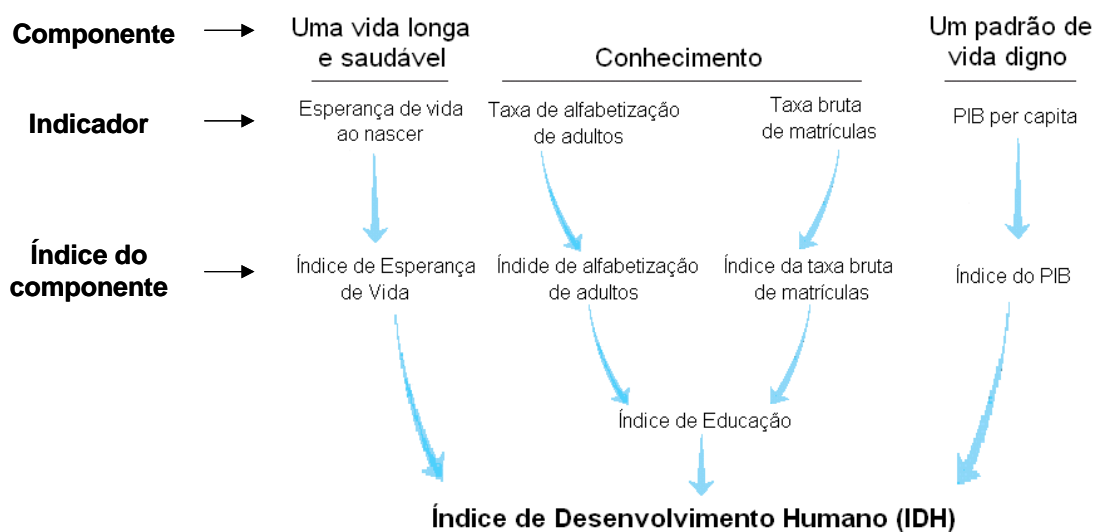 Componente
Uma vida longa
e saudável
Conhecimento
Um padrão de
vida digno
Indicador
Esperança de vida
ao nascer
Taxa de alfabetização
de adultos
Taxa bruta
de matrículas
PIB per capita
Índice do
componente
Índice de Esperança
de Vida
Índide de alfabetização
de adultos
Índice da taxa bruta
de matrículas
Índice do PIB
Índice de Educação
Índice de Desenvolvimento Humano (IDH)